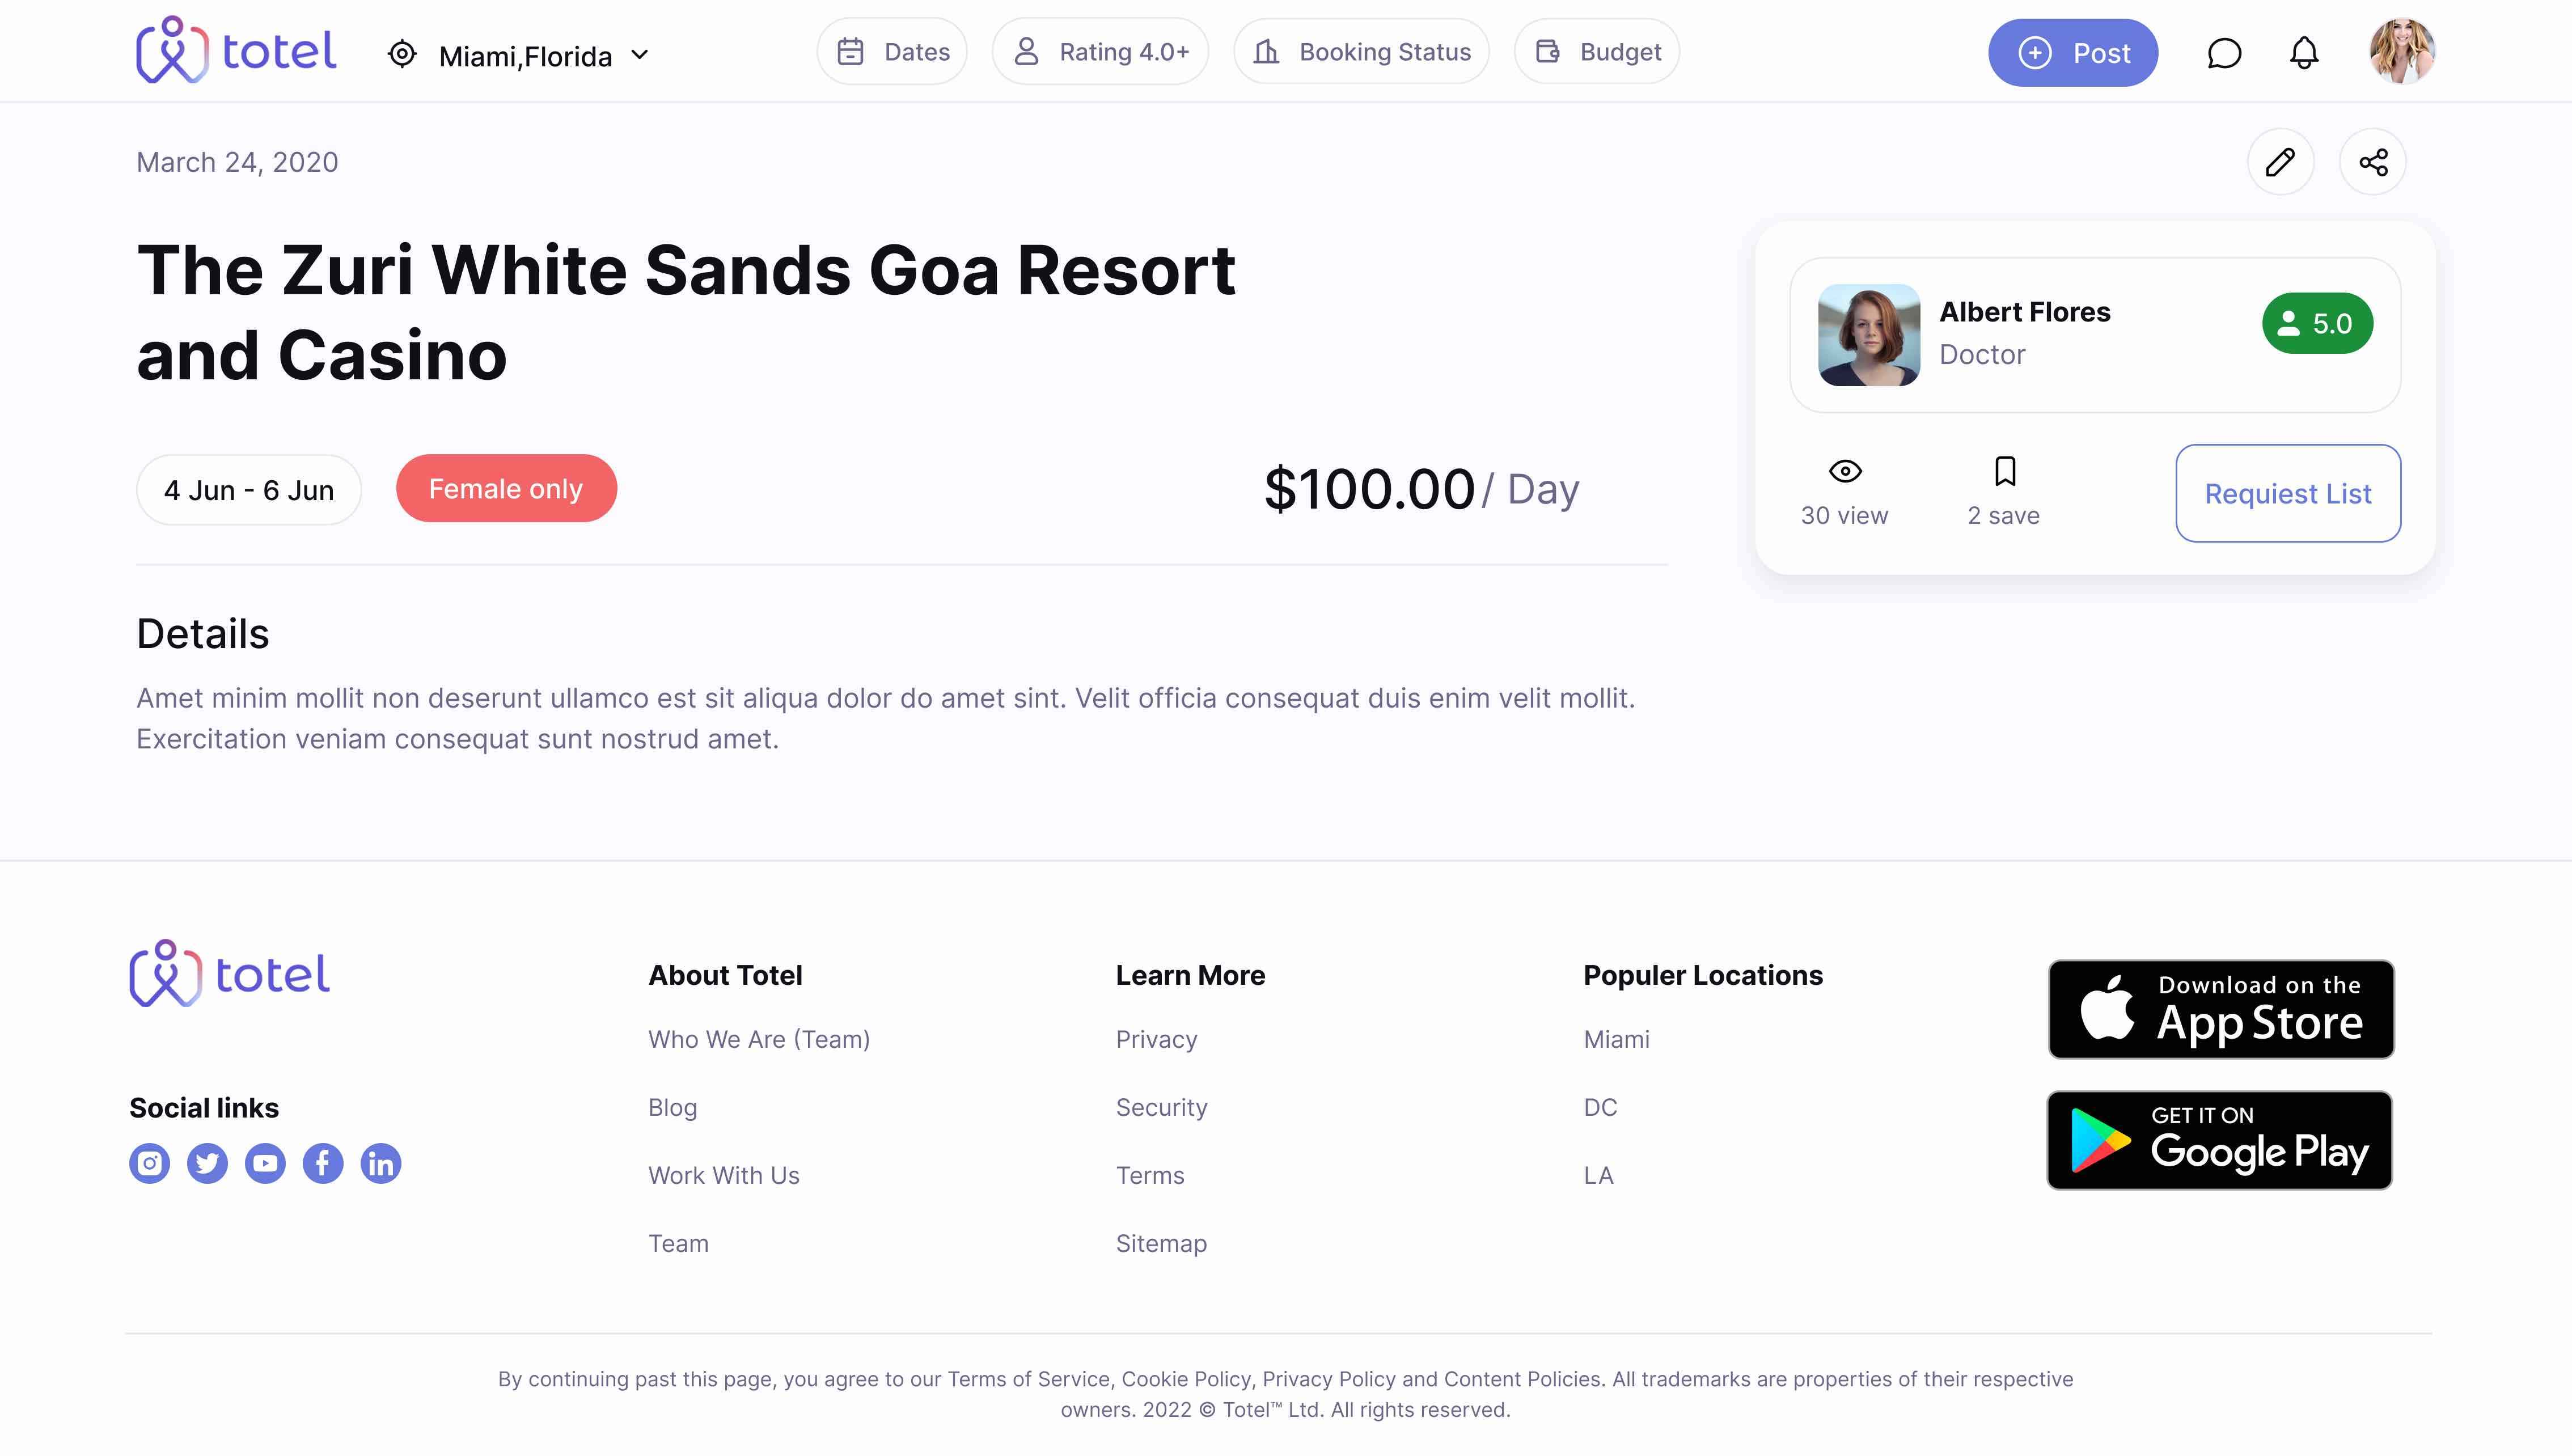 totel
Miami,Florida
Dates
Rating 4.0+
Booking Status
Budget
Post
March 24, 2020
The Zuri White Sands Goa Resort
and Casino
4 Jun - 6 Jun
Female only
$100.00/ Day
Albert Flores
Doctor
5.0
30 view
2 save
Requiest List
Details
Amet minim mollit non deserunt ullamco est sit aliqua dolor do amet sint. Velit officia consequat duis enim velit mollit.
Exercitation veniam consequat sunt nostrud amet.
totel
Social links
About Totel
Who We Are (Team)
Blog
Work With Us
Team
Learn More
Privacy
Security
Terms
Sitemap
Populer Locations
Miami
DC
LA
Download on the
App Store
GET IT ON
Google Play
By continuing past this page, you agree to our Terms of Service, Cookie Policy, Privacy Policy and Content Policies. All trademarks are properties of their respective
owners. 2022 © Totel™ Ltd. All rights reserved.